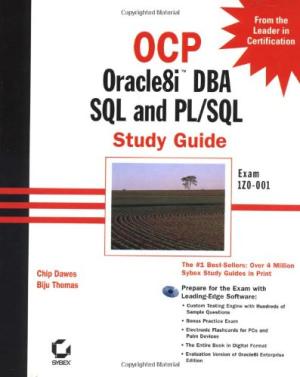 From the
Leader in
Certification
OCP
Oracle8i™ DBA
SQL and PL/SQL
Study Guide
Exam
1Z0-001
The #1 Best-Sellers: Over 4 Million
Sybex Study Guides in Print
Chip Dawes
Biju Thomas
Prepare for the Exam with
Leading-Edge Software:
• Custom Testing Engine with Hundreds of
Sample Questions
• Bonus Practice Exam
• Electronic Flashcards for PCs and
Palm Devices
• The Entire Book in Digital Format
• Evaluation Version of Oracle8i Enterprise
Edition
SYBEX